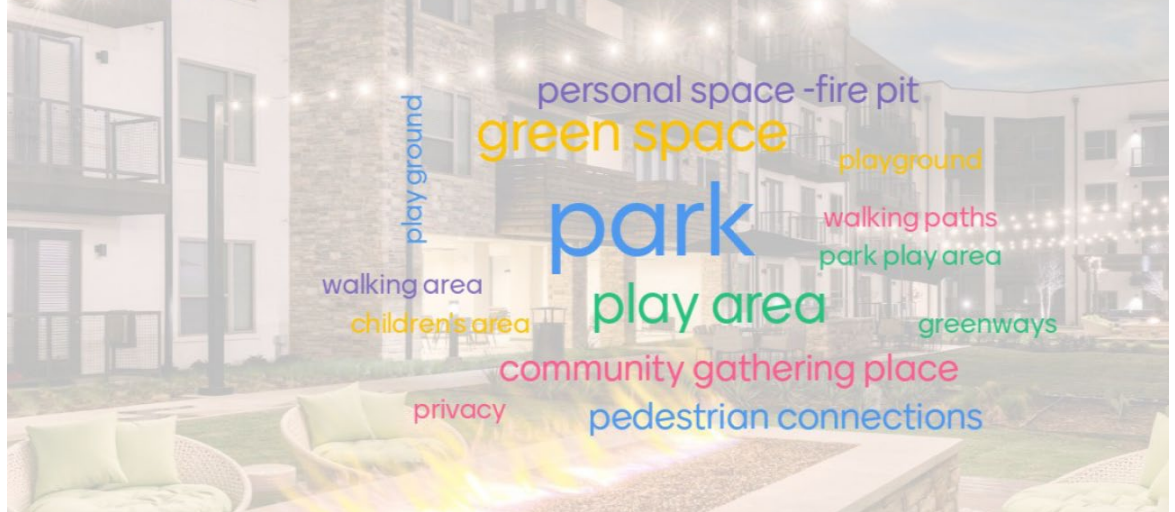 personal space -fire pit
green space
play ground
playground
park
walking paths
park play area
walking area
play area
children's area
greenways
community gathering place
privacy
pedestrian connections